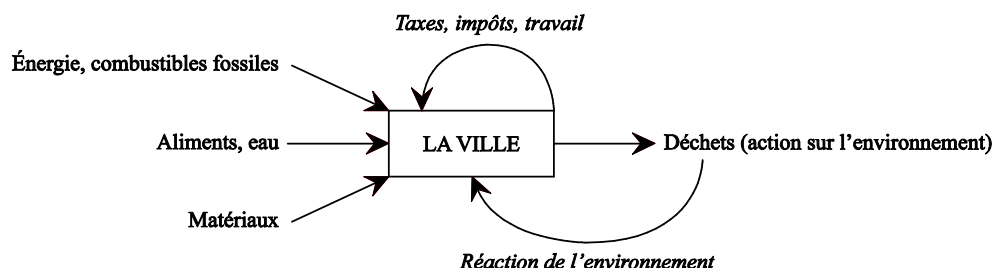 Taxes, impôts, travail
Énergie, combustibles fossiles
Aliments, eau
LA VILLE
Déchets (action sur l’environnement)
Matériaux
Réaction de l’environnement